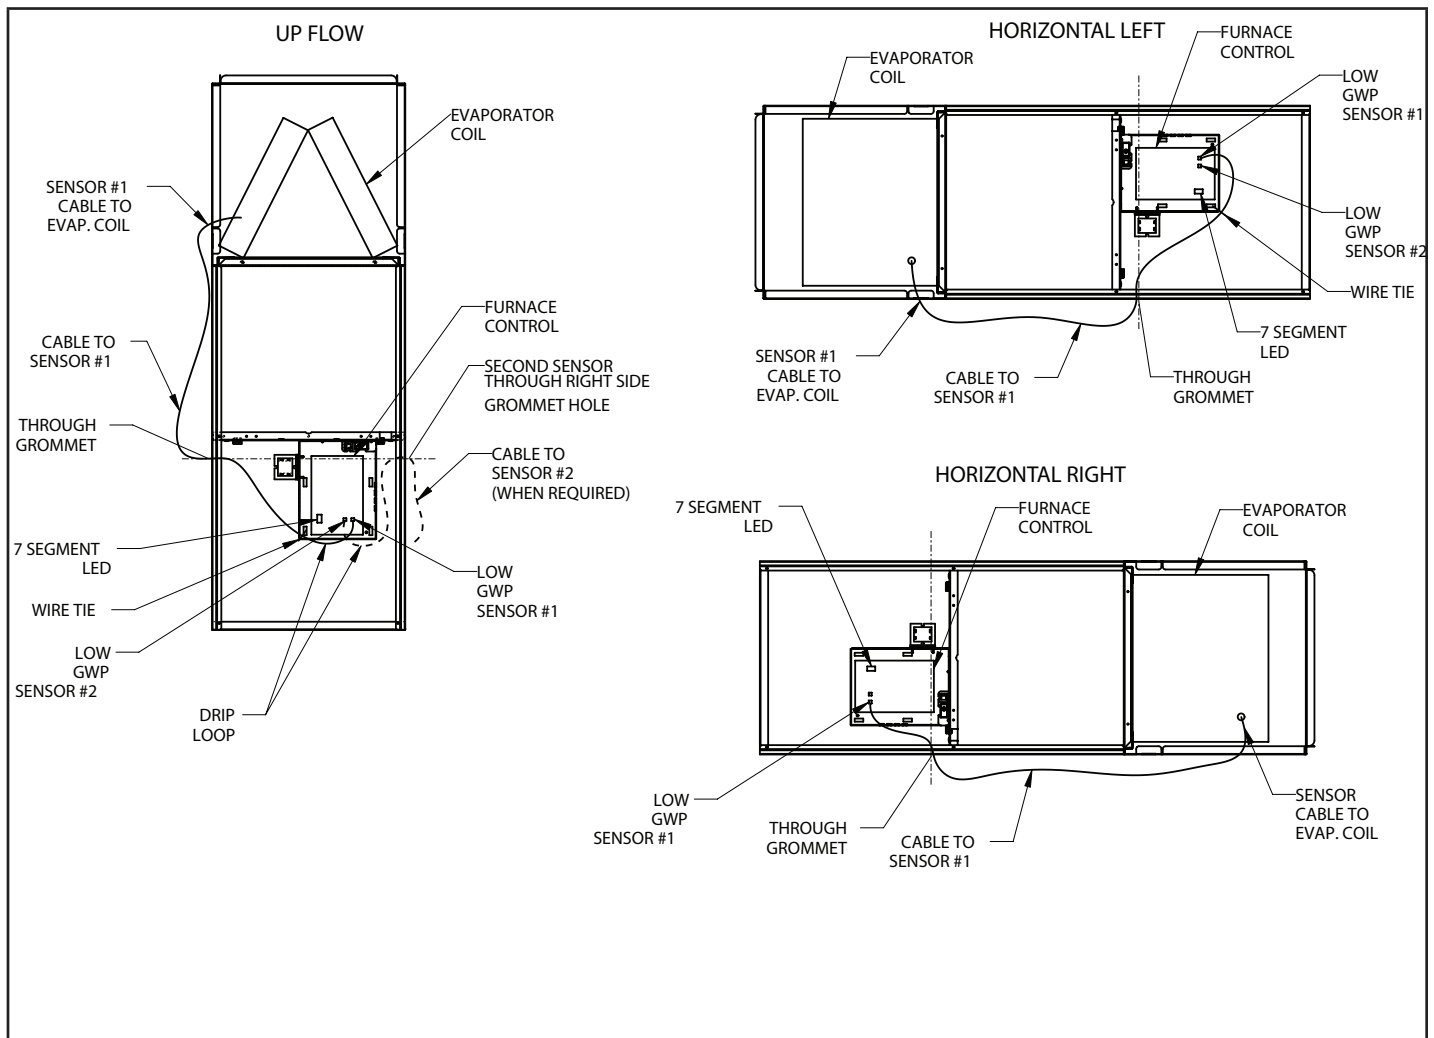 UP FLOW
EVAPORATOR
COIL
SENSOR #1
CABLE TO
EVAP. COIL
FURNACE
CONTROL
CABLE TO
SENSOR #1
SECOND SENSOR
THROUGH RIGHT SIDE
GROMMET HOLE
THROUGH
GROMMET
CABLE TO
SENSOR #2
(WHEN REQUIRED)
7 SEGMENT
LED
LOW
GWP
SENSOR #1
WIRE TIE
LOW
GWP
SENSOR #2
DRIP
LOOP
HORIZONTAL LEFT
FURNACE
CONTROL
EVAPORATOR
COIL
LOW
GWP
SENSOR #1
LOW
GWP
SENSOR #2
WIRE TIE
7 SEGMENT
LED
SENSOR #1
CABLE TO
EVAP. COIL
CABLE TO
SENSOR #1
THROUGH
GROMMET
HORIZONTAL RIGHT
7 SEGMENT
LED
FURNACE
CONTROL
EVAPORATOR
COIL
LOW
GWP
SENSOR #1
THROUGH
GROMMET
CABLE TO
SENSOR #1
SENSOR
CABLE TO
EVAP. COIL